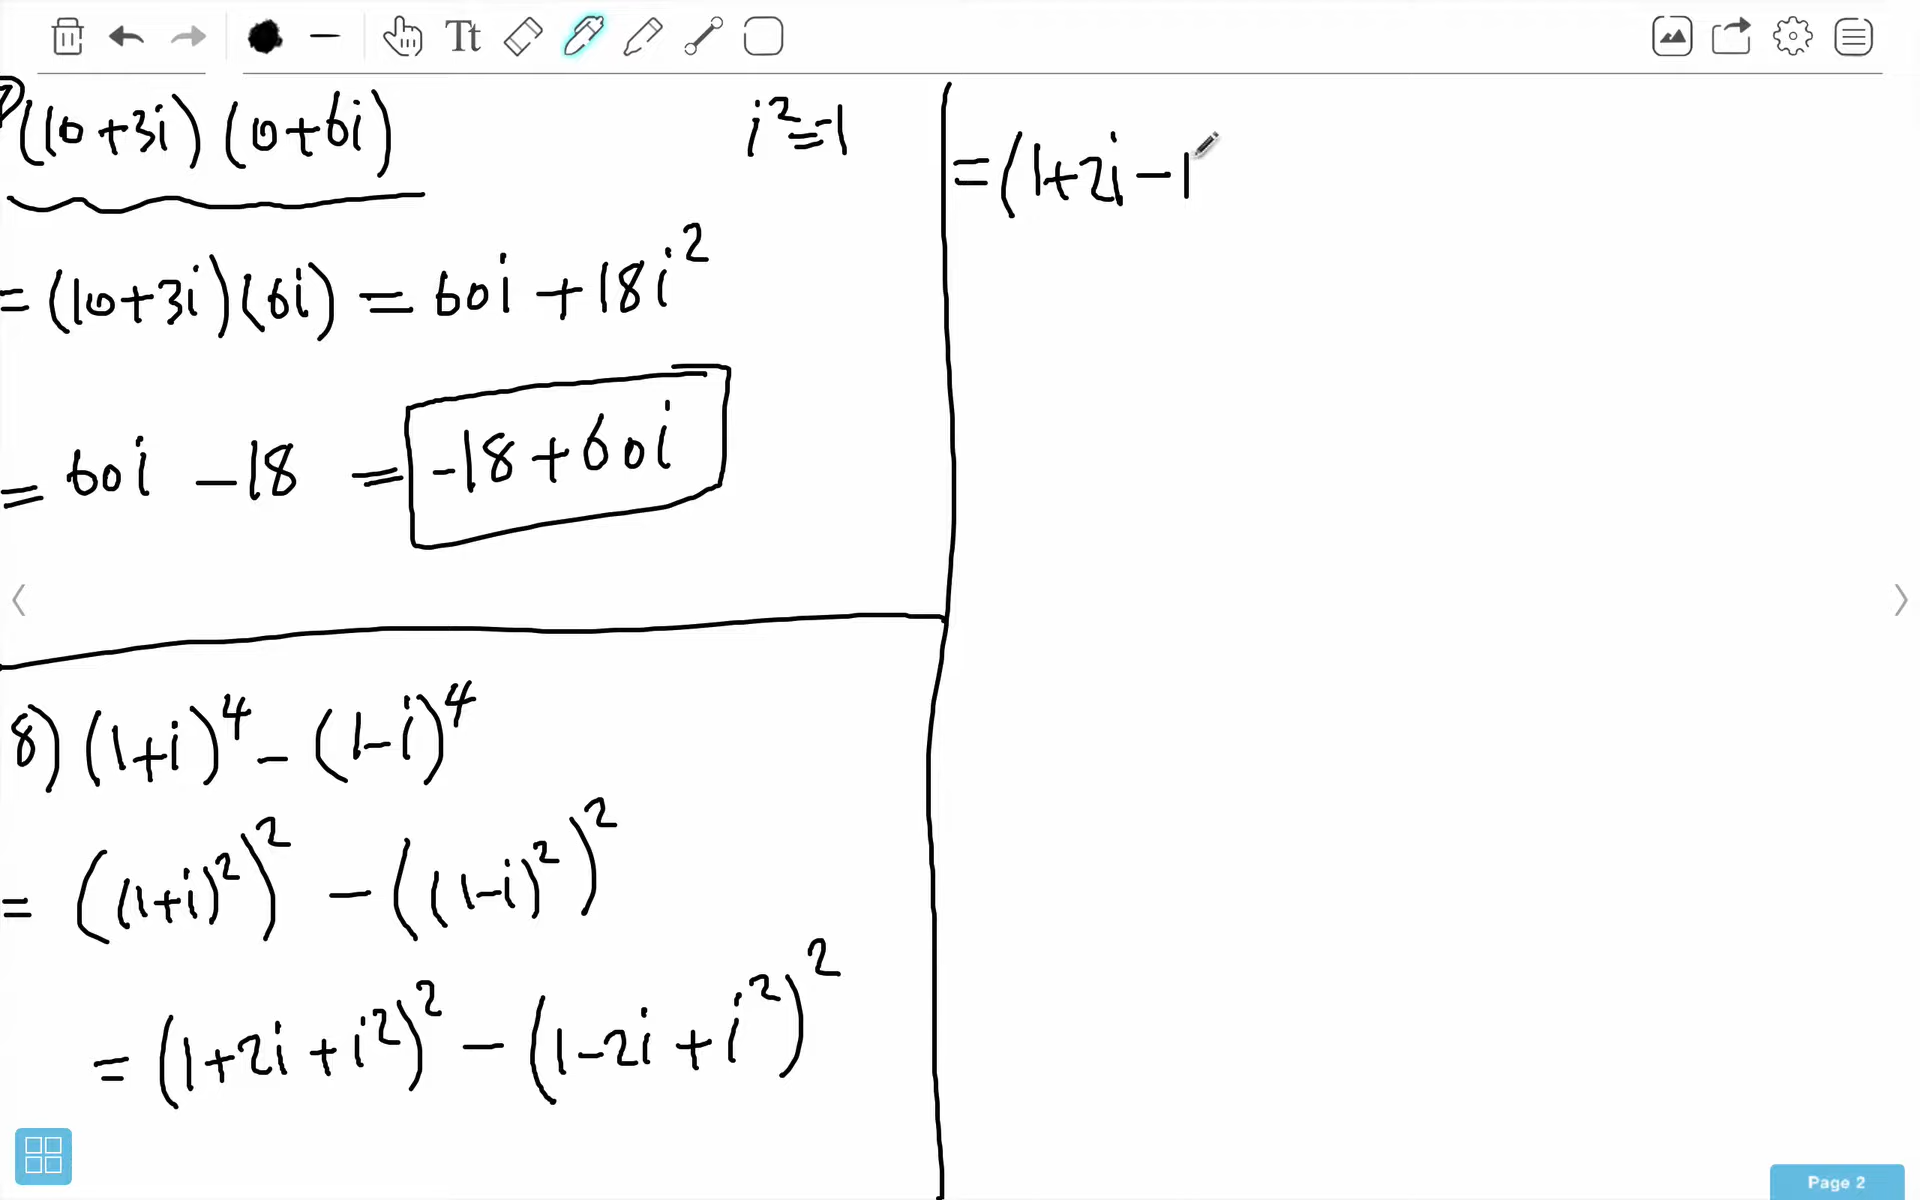 Tt
(10+3i)(0+6i)
i²=-1
=(10+3i)(6i)=60i+18i²
=60i-18=-18+60i
8)(1+i)⁴-(1-i)⁴
=((1+i)²)²-((1-i)²)²
=(1+2i+i²)²-(1-2i+i²)²
=(1+2i-1
Page 2